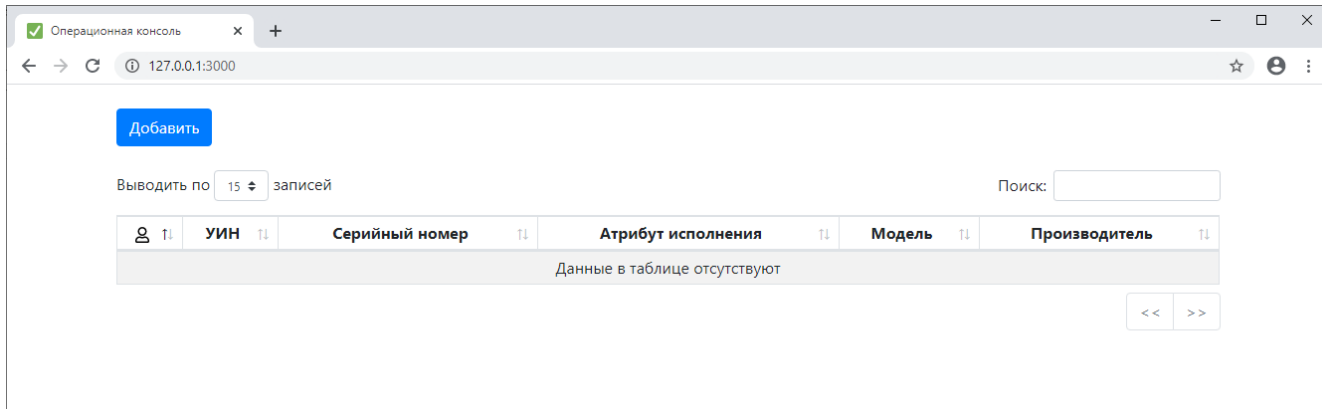 Операционная консоль
127.0.0.1:3000
Добавить
Выводить по 15 записей Поиск:
УИН Серийный номер Атрибут исполнения Модель Производитель
Данные в таблице отсутствуют
<< >>